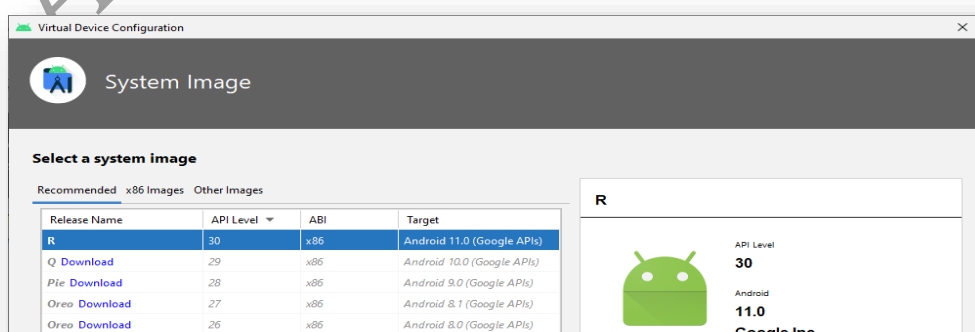 Virtual Device Configuration
System Image
Select a system image
Recommended x86 Images Other Images
Release Name API Level ABI Target
R 30 x86 Android 11.0 (Google APIs)
Q Download 29 x86 Android 10.0 (Google APIs)
Pie Download 28 x86 Android 9.0 (Google APIs)
Oreo Download 27 x86 Android 8.1 (Google APIs)
Oreo Download 26 x86 Android 8.0 (Google APIs)
R
API Level
30
Android
11.0
Google Inc